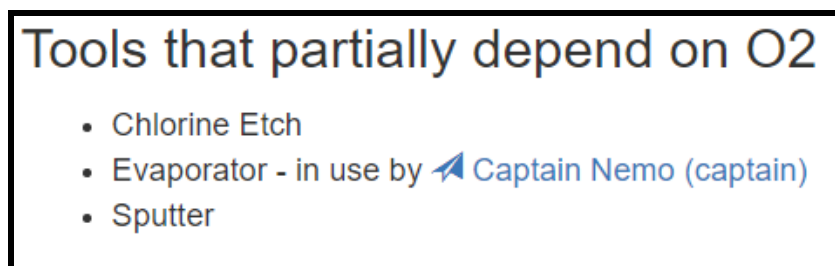 Tools that partially depend on O2
Chlorine Etch
Evaporator - in use by Captain Nemo (captain)
Sputter